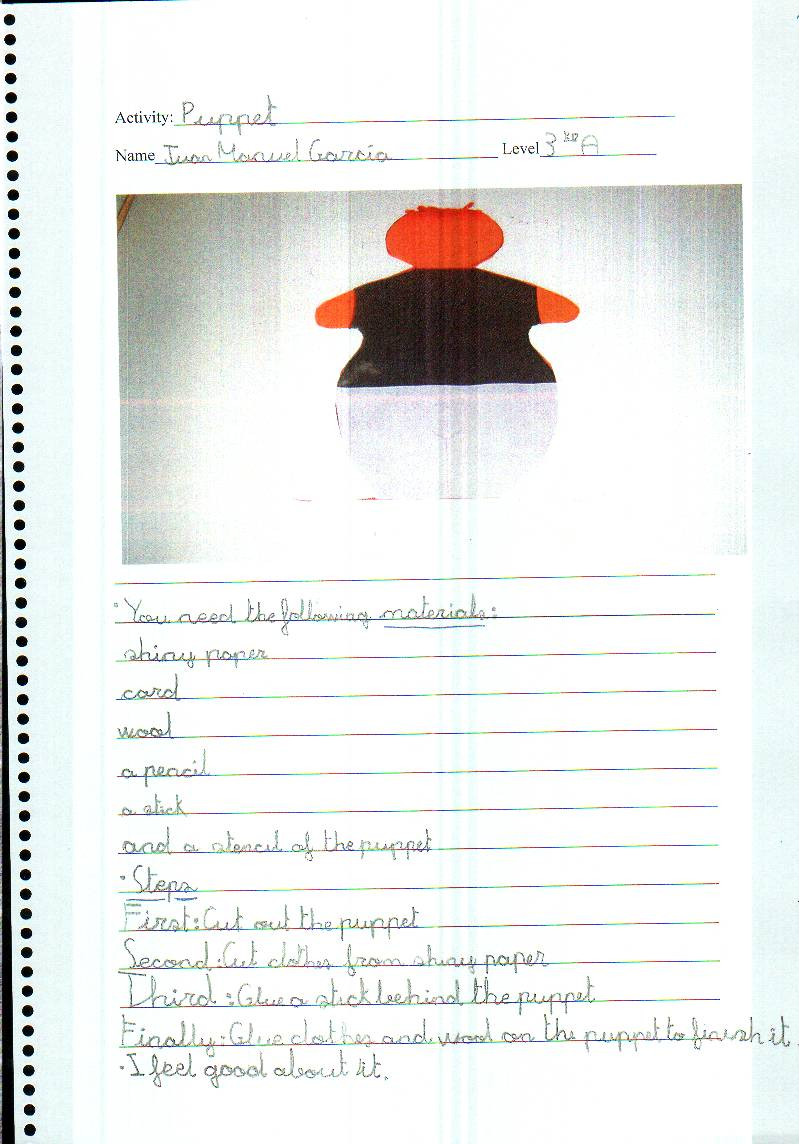 Activity: Puppet
Name Juan Manuel García Level 3 RD A
· You need the following materials:
shiny paper
card
wool
a pencil
a stick
and a stencil of the puppet
· Steps
First: Cut out the puppet
Second: Cut clothes from shiny paper
Third: Glue a stick behind the puppet
Finally: Glue clothes and wool on the puppet to finish it.
· I feel good about it.